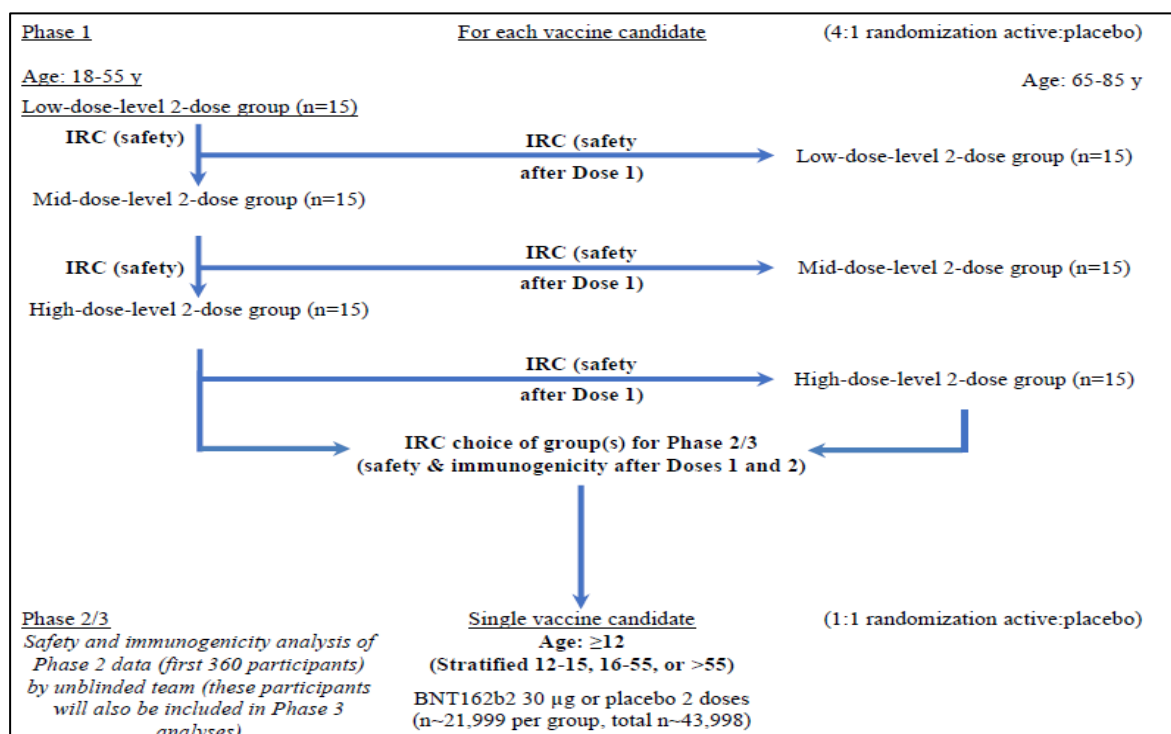 Phase 1
For each vaccine candidate
(4:1 randomization active:placebo)
Age: 18-55 y
Age: 65-85 y
Low-dose-level 2-dose group (n=15)
IRC (safety)
IRC (safety
after Dose 1)
Low-dose-level 2-dose group (n=15)
Mid-dose-level 2-dose group (n=15)
IRC (safety)
IRC (safety
after Dose 1)
Mid-dose-level 2-dose group (n=15)
High-dose-level 2-dose group (n=15)
IRC (safety
after Dose 1)
High-dose-level 2-dose group (n=15)
IRC choice of group(s) for Phase 2/3
(safety & immunogenicity after Doses 1 and 2)
Phase 2/3
Safety and immunogenicity analysis of
Phase 2 data (first 360 participants)
by unblinded team (these participants
will also be included in Phase 3
analyses)
Single vaccine candidate
Age: ≥12
(Stratified 12-15, 16-55, or >55)
BNT162b2 30 µg or placebo 2 doses
(n~21,999 per group, total n~43,998)
(1:1 randomization active:placebo)